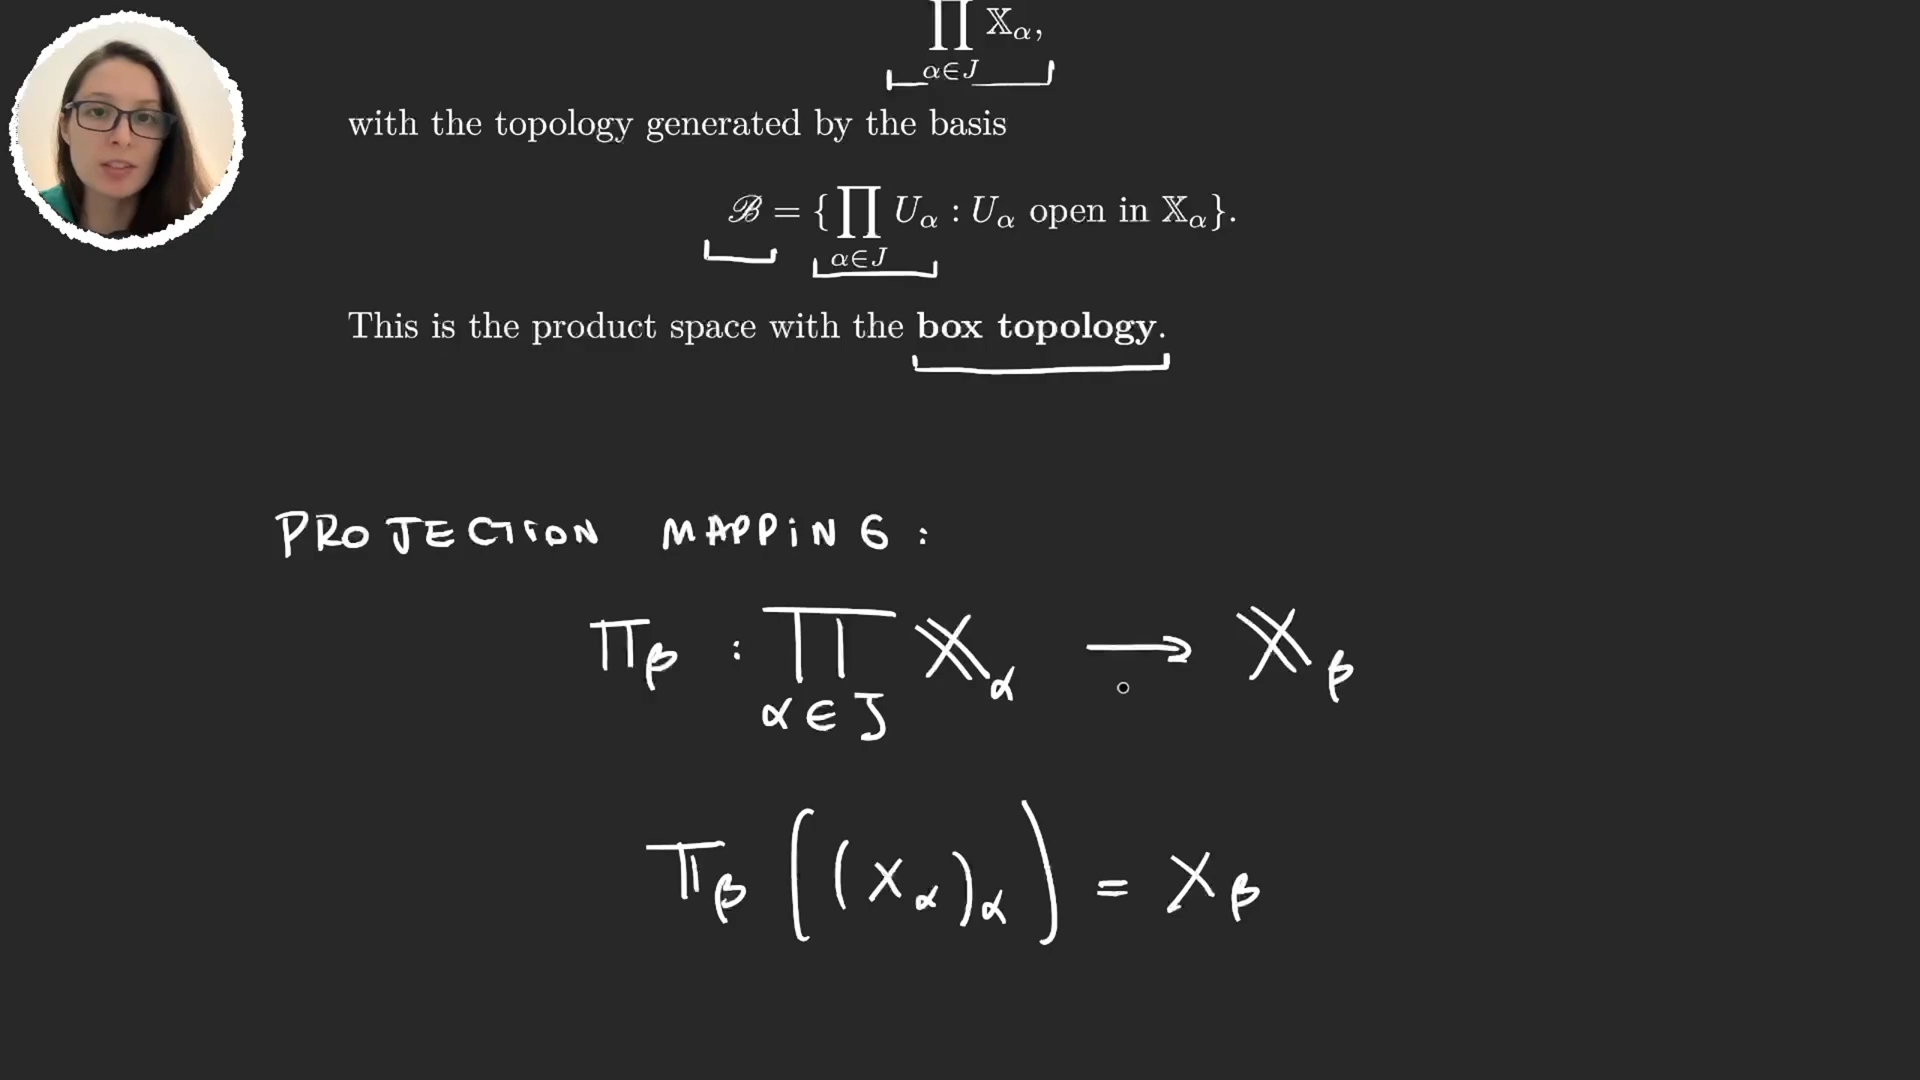 ∏_{α∈J} 𝕏_α,
with the topology generated by the basis
ℬ = {∏_{α∈J} U_α : U_α open in 𝕏_α}.
This is the product space with the box topology.
PROJECTION MAPPING :
π_β : ∏_{α∈J} 𝕏_α → 𝕏_β
π_β ((x_α)_α) = x_β